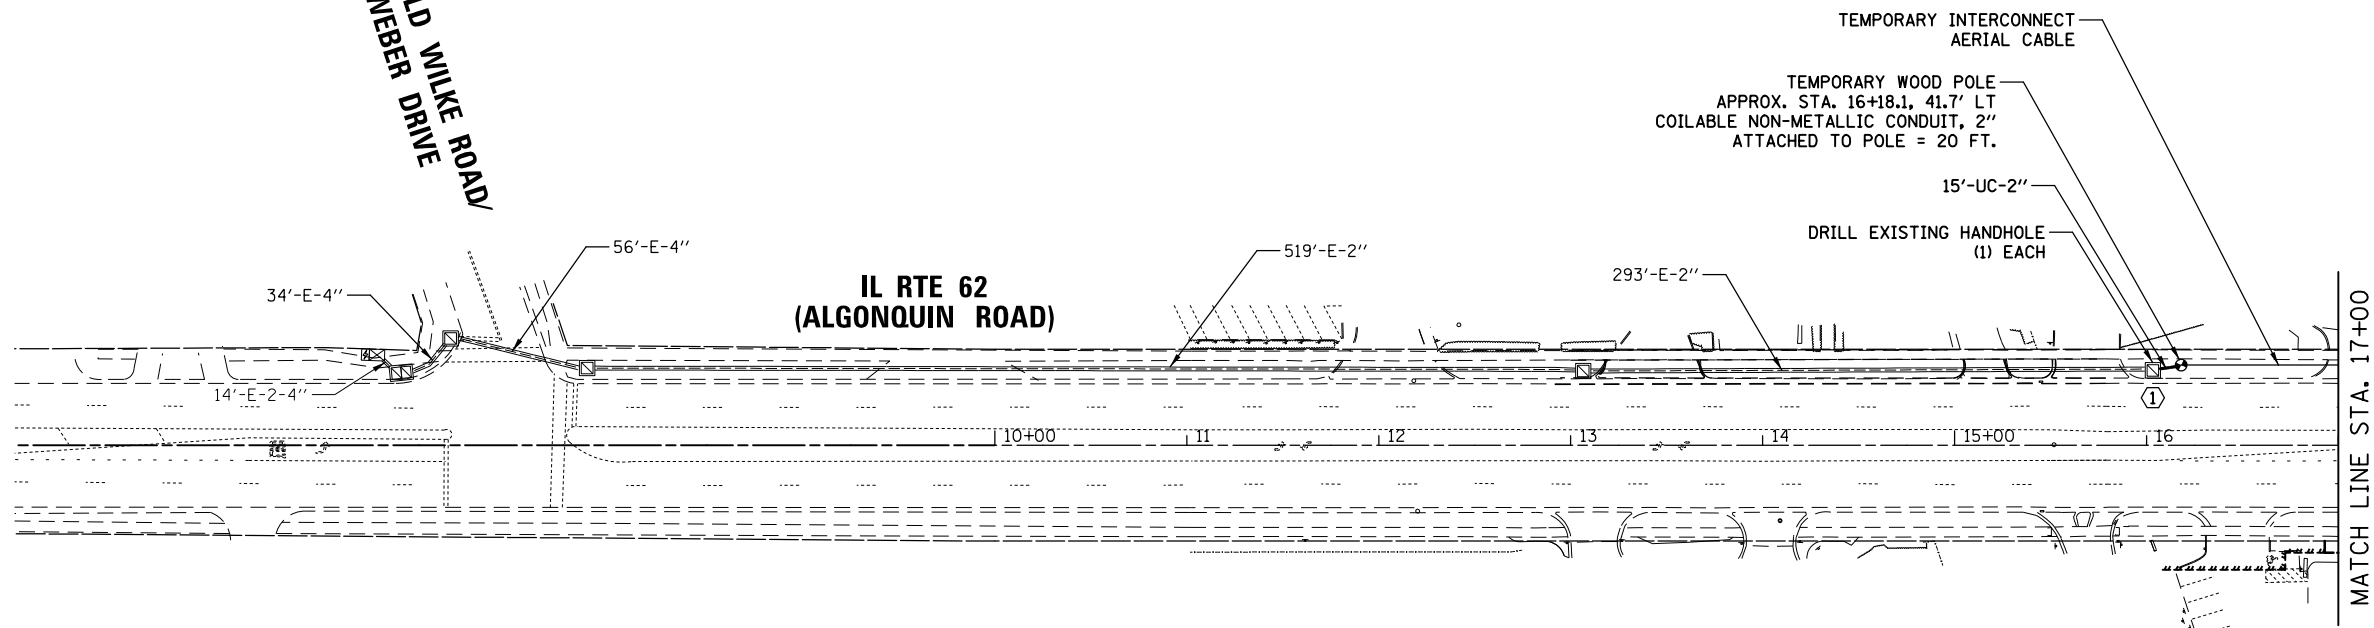 OLD WILKE ROAD/
WEBER DRIVE
TEMPORARY INTERCONNECT
AERIAL CABLE
TEMPORARY WOOD POLE
APPROX. STA. 16+18.1, 41.7' LT
COILABLE NON-METALLIC CONDUIT, 2"
ATTACHED TO POLE = 20 FT.
15'-UC-2"
DRILL EXISTING HANDHOLE
(1) EACH
34'-E-4"
56'-E-4"
IL RTE 62
(ALGONQUIN ROAD)
519'-E-2"
293'-E-2"
14'-E-2-4"
1
10+00
11
12
13
14
15+00
16
MATCH LINE STA. 17+00